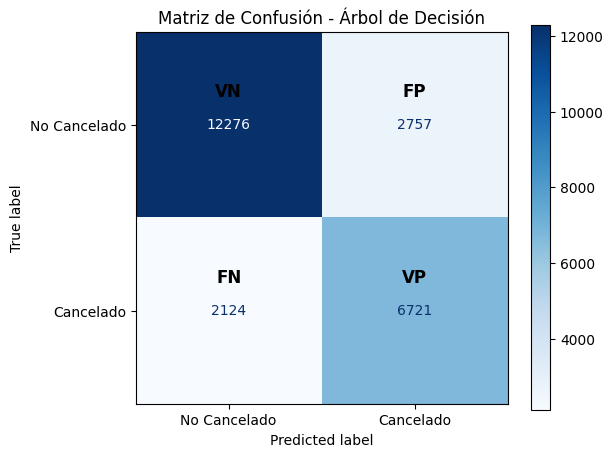 Matriz de Confusión - Árbol de Decisión
VN
FP
No Cancelado
12276
2757
FN
VP
Cancelado
2124
6721
True label
No Cancelado
Cancelado
Predicted label
12000
10000
8000
6000
4000